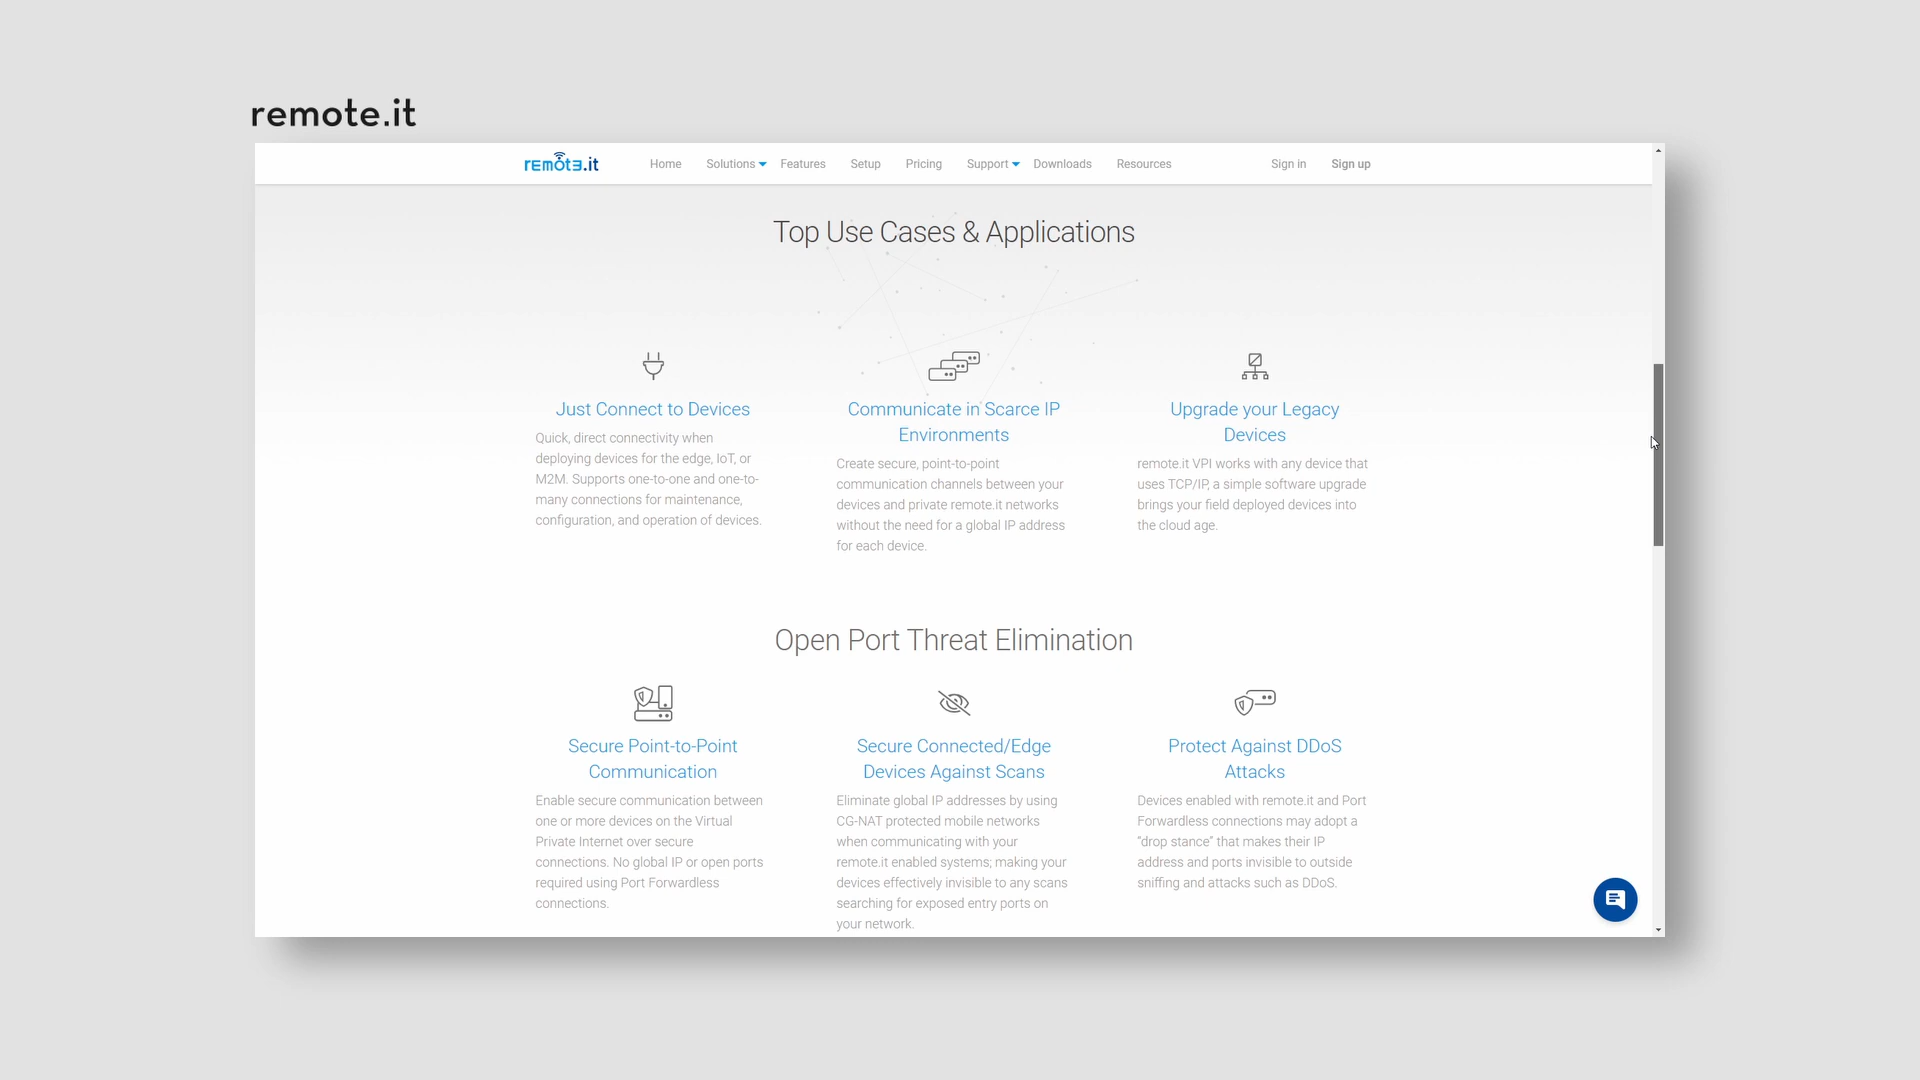 remote.it
remote.it
Home Solutions Features Setup Pricing Support Downloads Resources Sign in Sign up
Top Use Cases & Applications
Just Connect to Devices
Quick, direct connectivity when
deploying devices for the edge, IoT, or
M2M. Supports one-to-one and one-to-
many connections for maintenance,
configuration, and operation of devices.
Communicate in Scarce IP
Environments
Create secure, point-to-point
communication channels between your
devices and private remote.it networks
without the need for a global IP address
for each device.
Upgrade your Legacy
Devices
remote.it VPI works with any device that
uses TCP/IP, a simple software upgrade
brings your field deployed devices into
the cloud age.
Open Port Threat Elimination
Secure Point-to-Point
Communication
Enable secure communication between
one or more devices on the Virtual
Private Internet over secure
connections. No global IP or open ports
required using Port Forwardless
connections.
Secure Connected/Edge
Devices Against Scans
Eliminate global IP addresses by using
CG-NAT protected mobile networks
when communicating with your
remote.it enabled systems; making your
devices effectively invisible to any scans
searching for exposed entry ports on
your network.
Protect Against DDoS
Attacks
Devices enabled with remote.it and Port
Forwardless connections may adopt a
"drop stance" that makes their IP
address and ports invisible to outside
sniffing and attacks such as DDoS.